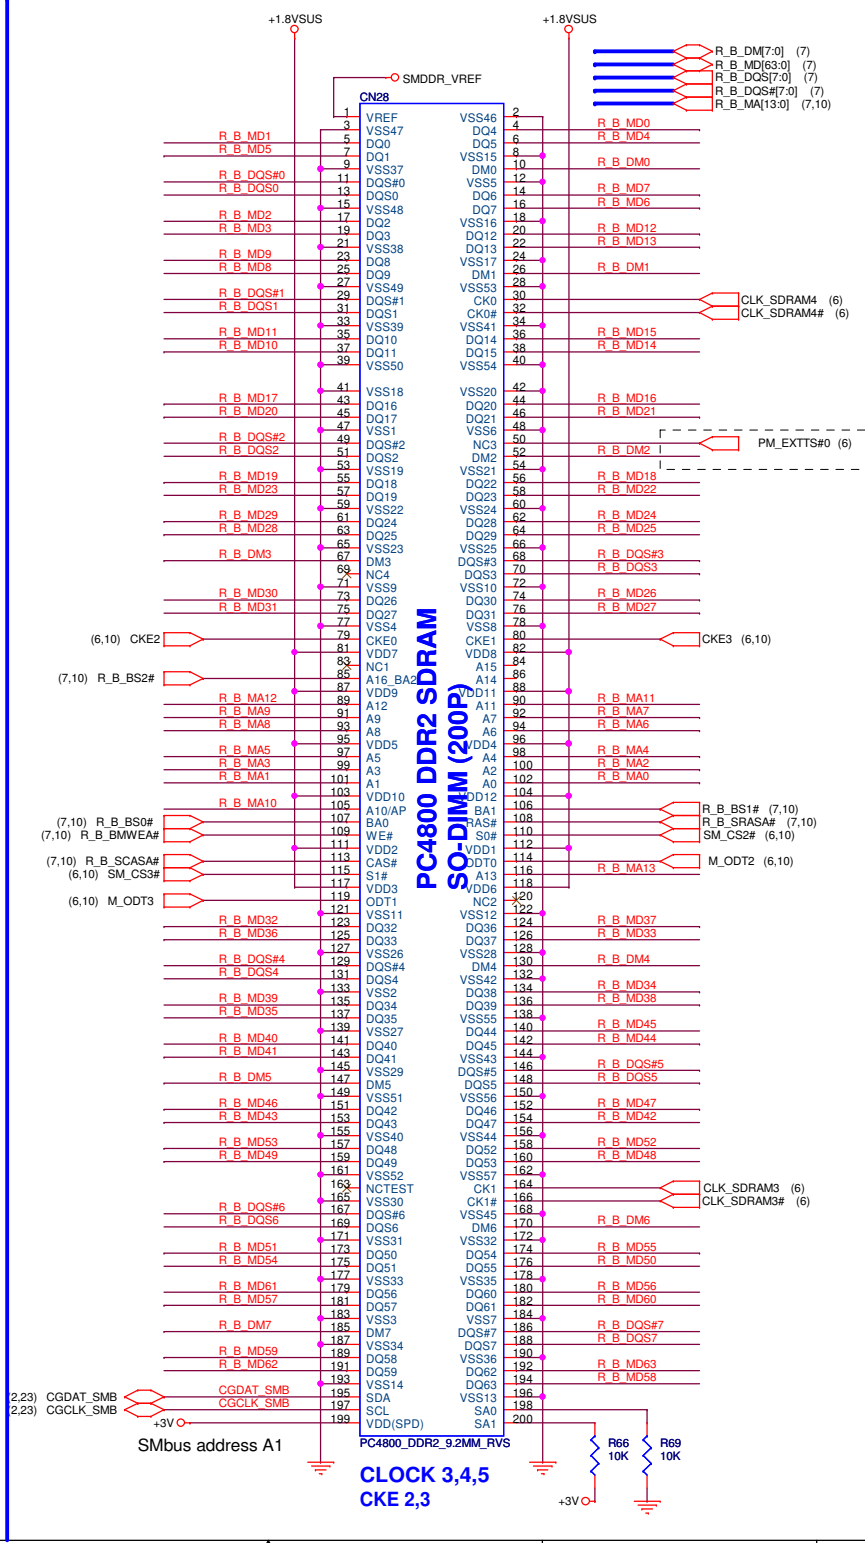 +1.8VSUS +1.8VSUS
R_B_DM[7:0] (7)
R_B_MD[63:0] (7)
R_B_DQS[7:0] (7)
R_B_DQS#[7:0] (7)
R_B_MA[13:0] (7,10)
SMDDR_VREF
CN28
1 VREF VSS46 2
3 VSS47 DQ4 4 R_B_MD0
R_B_MD1 5 DQ0 DQ5 6 R_B_MD4
R_B_MD5 7 DQ1 VSS15 8
9 VSS37 DM0 10 R_B_DM0
R_B_DQS#0 11 DQS#0 VSS5 12
R_B_DQS0 13 DQS0 DQ6 14 R_B_MD7
15 VSS48 DQ7 16 R_B_MD6
R_B_MD2 17 DQ2 VSS16 18
R_B_MD3 19 DQ3 DQ12 20 R_B_MD12
21 VSS38 DQ13 22 R_B_MD13
R_B_MD9 23 DQ8 VSS17 24
R_B_MD8 25 DQ9 DM1 26 R_B_DM1
27 VSS49 VSS53 28
R_B_DQS#1 29 DQS#1 CK0 30 CLK_SDRAM4 (6)
R_B_DQS1 31 DQS1 CK0# 32 CLK_SDRAM4# (6)
33 VSS39 VSS41 34
R_B_MD11 35 DQ10 DQ14 36 R_B_MD15
R_B_MD10 37 DQ11 DQ15 38 R_B_MD14
39 VSS50 VSS54 40
41 VSS18 VSS20 42
R_B_MD17 43 DQ16 DQ20 44 R_B_MD16
R_B_MD20 45 DQ17 DQ21 46 R_B_MD21
47 VSS1 VSS6 48
R_B_DQS#2 49 DQS#2 NC3 50 PM_EXTTS#0 (6)
R_B_DQS2 51 DQS2 DM2 52 R_B_DM2
53 VSS19 VSS21 54
R_B_MD19 55 DQ18 DQ22 56 R_B_MD18
R_B_MD23 57 DQ19 DQ23 58 R_B_MD22
59 VSS22 VSS24 60
R_B_MD29 61 DQ24 DQ28 62 R_B_MD24
R_B_MD28 63 DQ25 DQ29 64 R_B_MD25
65 VSS23 VSS25 66
R_B_DM3 67 DM3 DQS#3 68 R_B_DQS#3
69 NC4 DQS3 70 R_B_DQS3
71 VSS9 VSS10 72
R_B_MD30 73 DQ26 DQ30 74 R_B_MD26
R_B_MD31 75 DQ27 DQ31 76 R_B_MD27
77 VSS4 VSS8 78
(6,10) CKE2 79 CKE0 CKE1 80 CKE3 (6,10)
81 VDD7 VDD8 82
83 NC1 A15 84
(7,10) R_B_BS2# 85 A16_BA2 A14 86
87 VDD9 VDD11 88
R_B_MA12 89 A12 A11 90 R_B_MA11
R_B_MA9 91 A9 A7 92 R_B_MA7
R_B_MA8 93 A8 A6 94 R_B_MA6
95 VDD5 VDD4 96
R_B_MA5 97 A5 A4 98 R_B_MA4
R_B_MA3 99 A3 A2 100 R_B_MA2
R_B_MA1 101 A1 A0 102 R_B_MA0
103 VDD10 VDD12 104
R_B_MA10 105 A10/AP BA1 106 R_B_BS1# (7,10)
(7,10) R_B_BS0# 107 BA0 RAS# 108 R_B_SRASA# (7,10)
(7,10) R_B_BMWEA# 109 WE# S0# 110 SM_CS2# (6,10)
111 VDD2 VDD1 112
(7,10) R_B_SCASA# 113 CAS# ODT0 114 M_ODT2 (6,10)
(6,10) SM_CS3# 115 S1# A13 116 R_B_MA13
117 VDD3 VDD6 118
(6,10) M_ODT3 119 ODT1 NC2 120
PC4800 DDR2 SDRAM
SO-DIMM (200P)
121 VSS11 VSS12 122
R_B_MD32 123 DQ32 DQ36 124 R_B_MD37
R_B_MD36 125 DQ33 DQ37 126 R_B_MD33
127 VSS26 VSS28 128
R_B_DQS#4 129 DQS#4 DM4 130 R_B_DM4
R_B_DQS4 131 DQS4 VSS42 132
133 VSS2 DQ38 134 R_B_MD34
R_B_MD39 135 DQ34 DQ39 136 R_B_MD38
R_B_MD35 137 DQ35 VSS55 138
139 VSS27 DQ44 140 R_B_MD45
R_B_MD40 141 DQ40 DQ45 142 R_B_MD44
R_B_MD41 143 DQ41 VSS43 144
145 VSS29 DQS#5 146 R_B_DQS#5
R_B_DM5 147 DM5 DQS5 148 R_B_DQS5
149 VSS51 VSS56 150
R_B_MD46 151 DQ42 DQ46 152 R_B_MD47
R_B_MD43 153 DQ43 DQ47 154 R_B_MD42
155 VSS40 VSS44 156
R_B_MD53 157 DQ48 DQ52 158 R_B_MD52
R_B_MD49 159 DQ49 DQ53 160 R_B_MD48
161 VSS52 VSS57 162
163 NCTEST CK1 164 CLK_SDRAM3 (6)
165 VSS30 CK1# 166 CLK_SDRAM3# (6)
R_B_DQS#6 167 DQS#6 VSS45 168
R_B_DQS6 169 DQS6 DM6 170 R_B_DM6
171 VSS31 VSS32 172
R_B_MD51 173 DQ50 DQ54 174 R_B_MD55
R_B_MD54 175 DQ51 DQ55 176 R_B_MD50
177 VSS33 VSS35 178
R_B_MD61 179 DQ56 DQ60 180 R_B_MD56
R_B_MD57 181 DQ57 DQ61 182 R_B_MD60
183 VSS3 VSS7 184
R_B_DM7 185 DM7 DQS#7 186 R_B_DQS#7
187 VSS34 DQS7 188 R_B_DQS7
R_B_MD59 189 DQ58 VSS36 190
R_B_MD62 191 DQ59 DQ62 192 R_B_MD63
193 VSS14 DQ63 194 R_B_MD58
2,23) CGDAT_SMB CGDAT_SMB 195 SDA VSS13 196
2,23) CGCLK_SMB CGCLK_SMB 197 SCL SA0 198
+3V 199 VDD(SPD) SA1 200
SMbus address A1
PC4800_DDR2_9.2MM_RVS
R66 10K
R69 10K
CLOCK 3,4,5
CKE 2,3
+3V